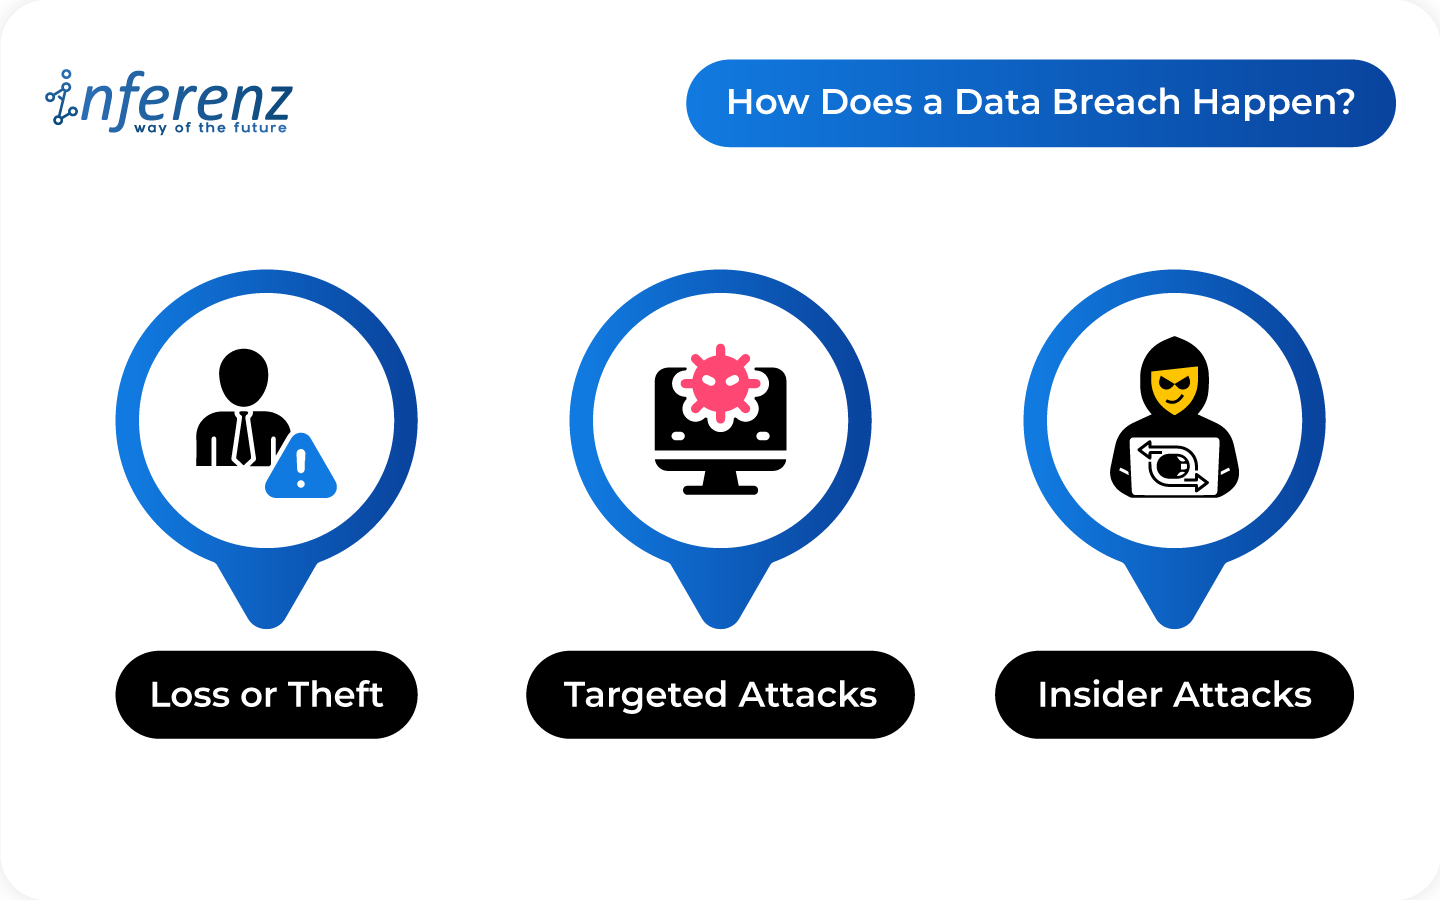 inferenz
way of the future
How Does a Data Breach Happen?
Loss or Theft
Targeted Attacks
Insider Attacks